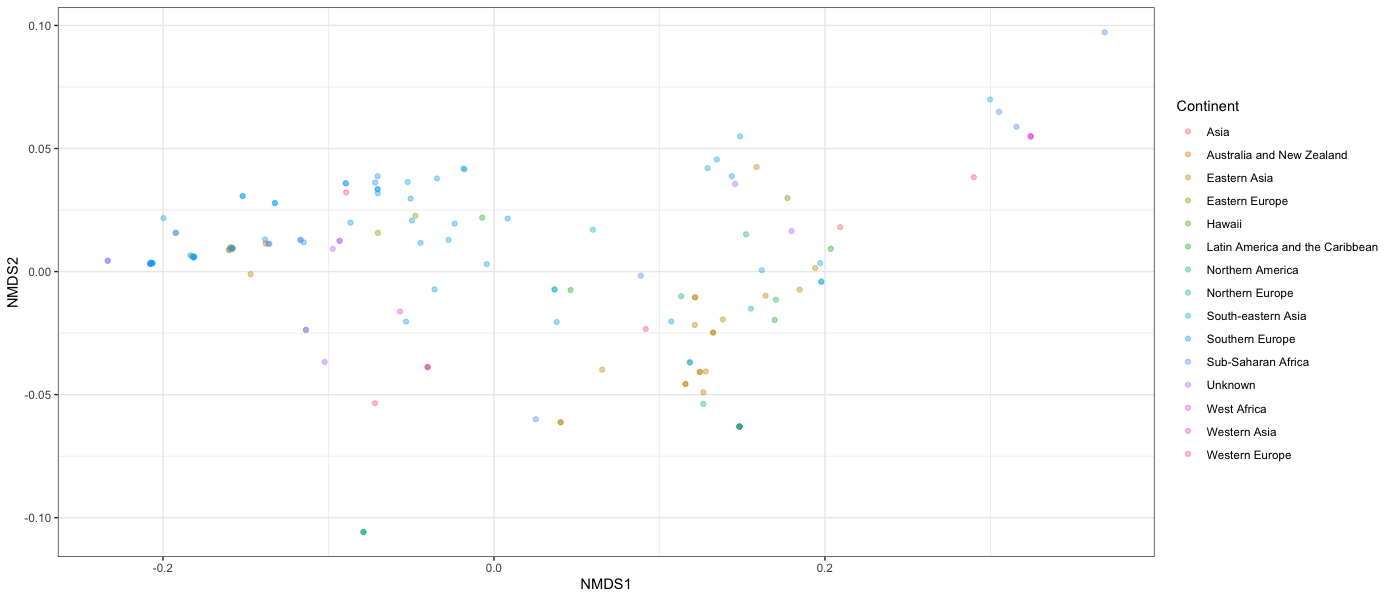 0.10
0.05
0.00
-0.05
-0.10
NMDS2
-0.2
0.0
0.2
NMDS1
Continent
Asia
Australia and New Zealand
Eastern Asia
Eastern Europe
Hawaii
Latin America and the Caribbean
Northern America
Northern Europe
South-eastern Asia
Southern Europe
Sub-Saharan Africa
Unknown
West Africa
Western Asia
Western Europe